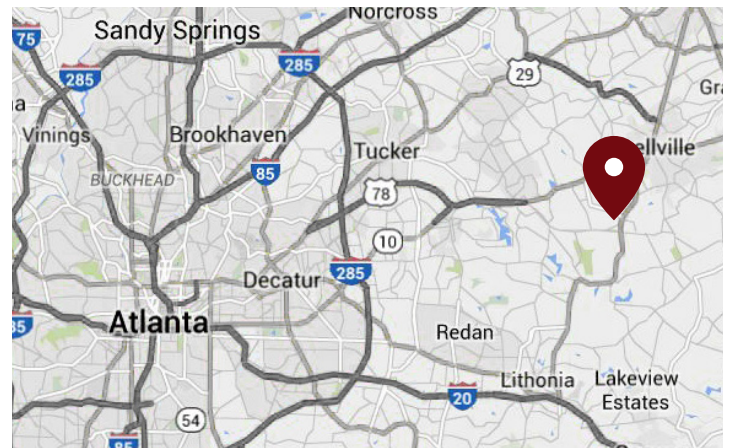 Norcross
75
Sandy Springs
285
285
29
Gra
a
Vinings
Brookhaven
Tucker
ellville
85
BUCKHEAD
78
10
Decatur
285
85
Atlanta
Redan
Lithonia
Lakeview
Estates
20
54
85